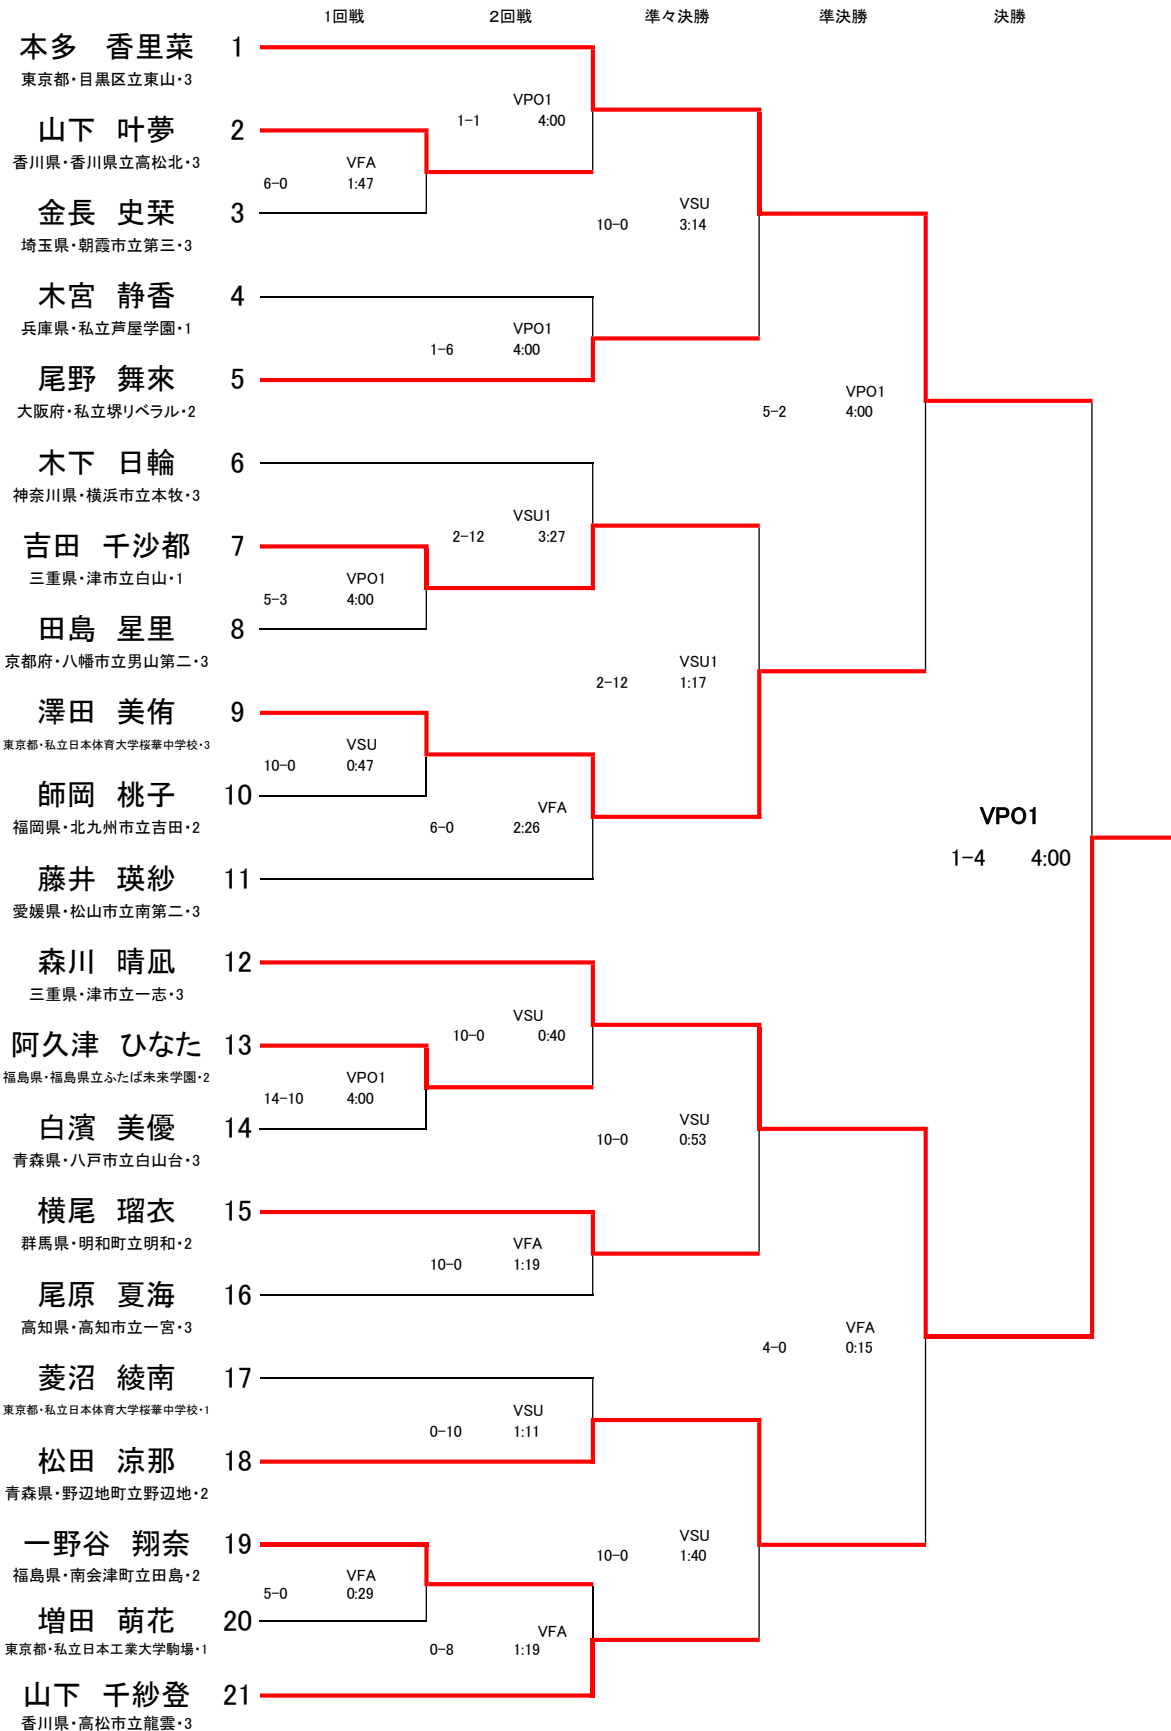 1回戦 2回戦 準々決勝 準決勝 決勝
本多 香里菜 1
東京都・目黒区立東山・3
VPO1
1-1 4:00
山下 叶夢 2
香川県・香川県立高松北・3
VFA
6-0 1:47
金長 史栞 3
埼玉県・朝霞市立第三・3
VSU
10-0 3:14
木宮 静香 4
兵庫県・私立芦屋学園・1
VPO1
1-6 4:00
尾野 舞來 5
大阪府・私立堺リベラル・2
VPO1
5-2 4:00
木下 日輪 6
神奈川県・横浜市立本牧・3
VSU1
2-12 3:27
吉田 千沙都 7
三重県・津市立白山・1
VPO1
5-3 4:00
田島 星里 8
京都府・八幡市立男山第二・3
VSU1
2-12 1:17
澤田 美侑 9
東京都・私立日本体育大学桜華中学校・3
VSU
10-0 0:47
師岡 桃子 10
福岡県・北九州市立吉田・2
VFA
6-0 2:26
VPO1
1-4 4:00
藤井 瑛紗 11
愛媛県・松山市立南第二・3
森川 晴凪 12
三重県・津市立一志・3
VSU
10-0 0:40
阿久津 ひなた 13
福島県・福島県立ふたば未来学園・2
VPO1
14-10 4:00
白濱 美優 14
青森県・八戸市立白山台・3
VSU
10-0 0:53
横尾 瑠衣 15
群馬県・明和町立明和・2
VFA
10-0 1:19
尾原 夏海 16
高知県・高知市立一宮・3
VFA
4-0 0:15
菱沼 綾南 17
東京都・私立日本体育大学桜華中学校・1
VSU
0-10 1:11
松田 涼那 18
青森県・野辺地町立野辺地・2
VSU
10-0 1:40
一野谷 翔奈 19
福島県・南会津町立田島・2
VFA
5-0 0:29
増田 萌花 20
東京都・私立日本工業大学駒場・1
VFA
0-8 1:19
山下 千紗登 21
香川県・高松市立龍雲・3